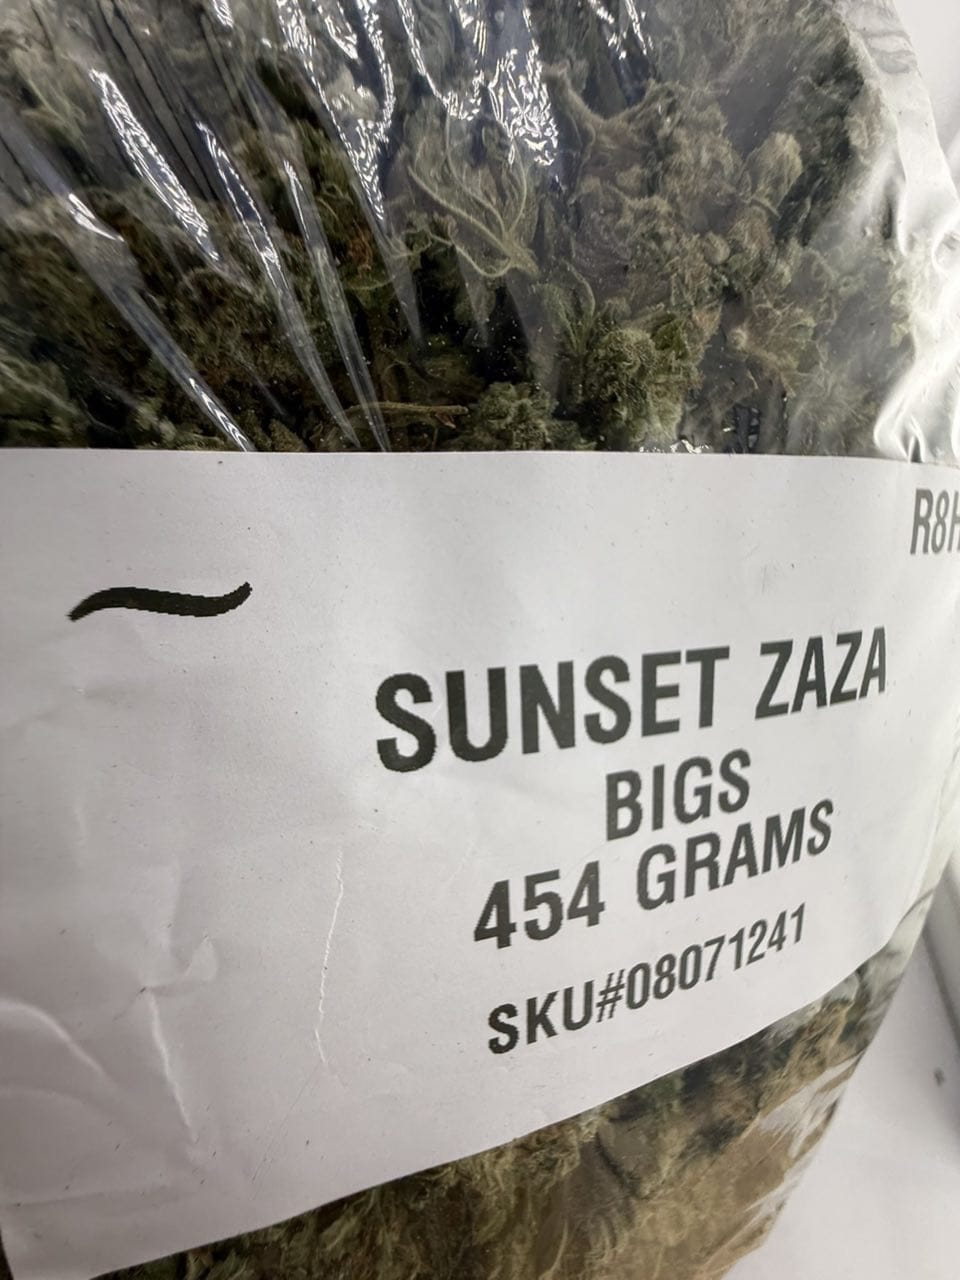 R8H
SUNSET ZAZA
BIGS
454 GRAMS
SKU#08071241